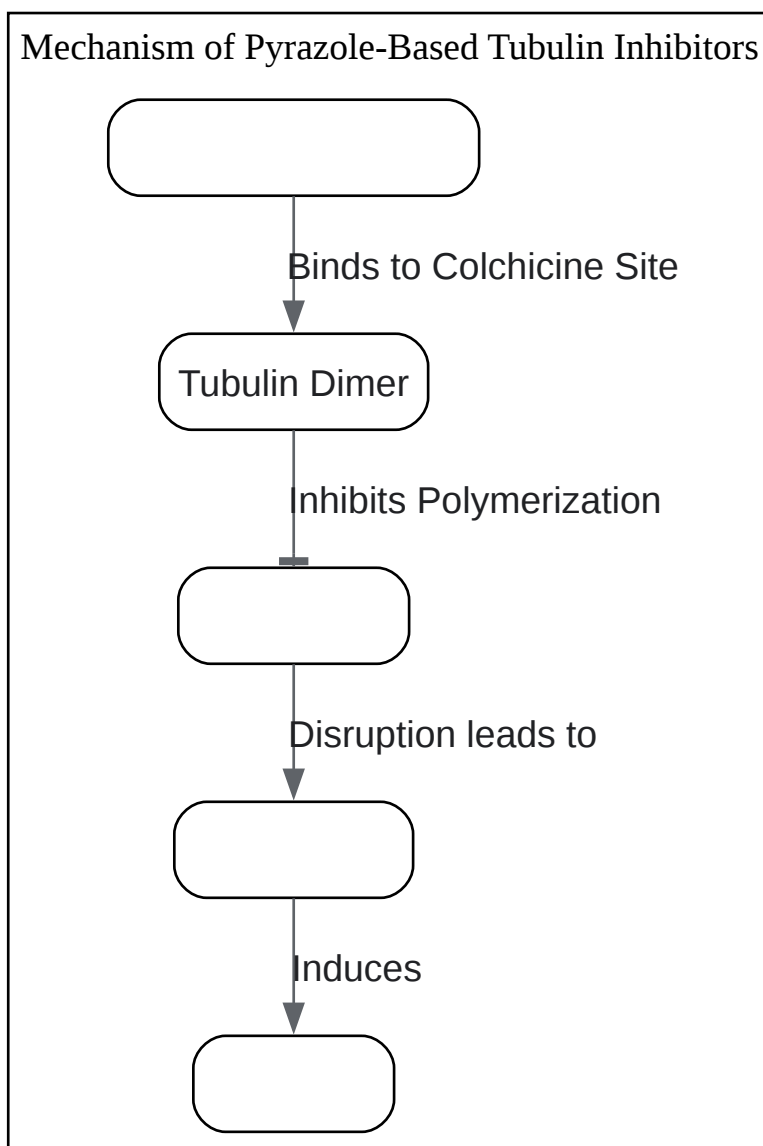 Mechanism of Pyrazole-Based Tubulin Inhibitors
Binds to Colchicine Site
Tubulin Dimer
Inhibits Polymerization
Disruption leads to
Induces